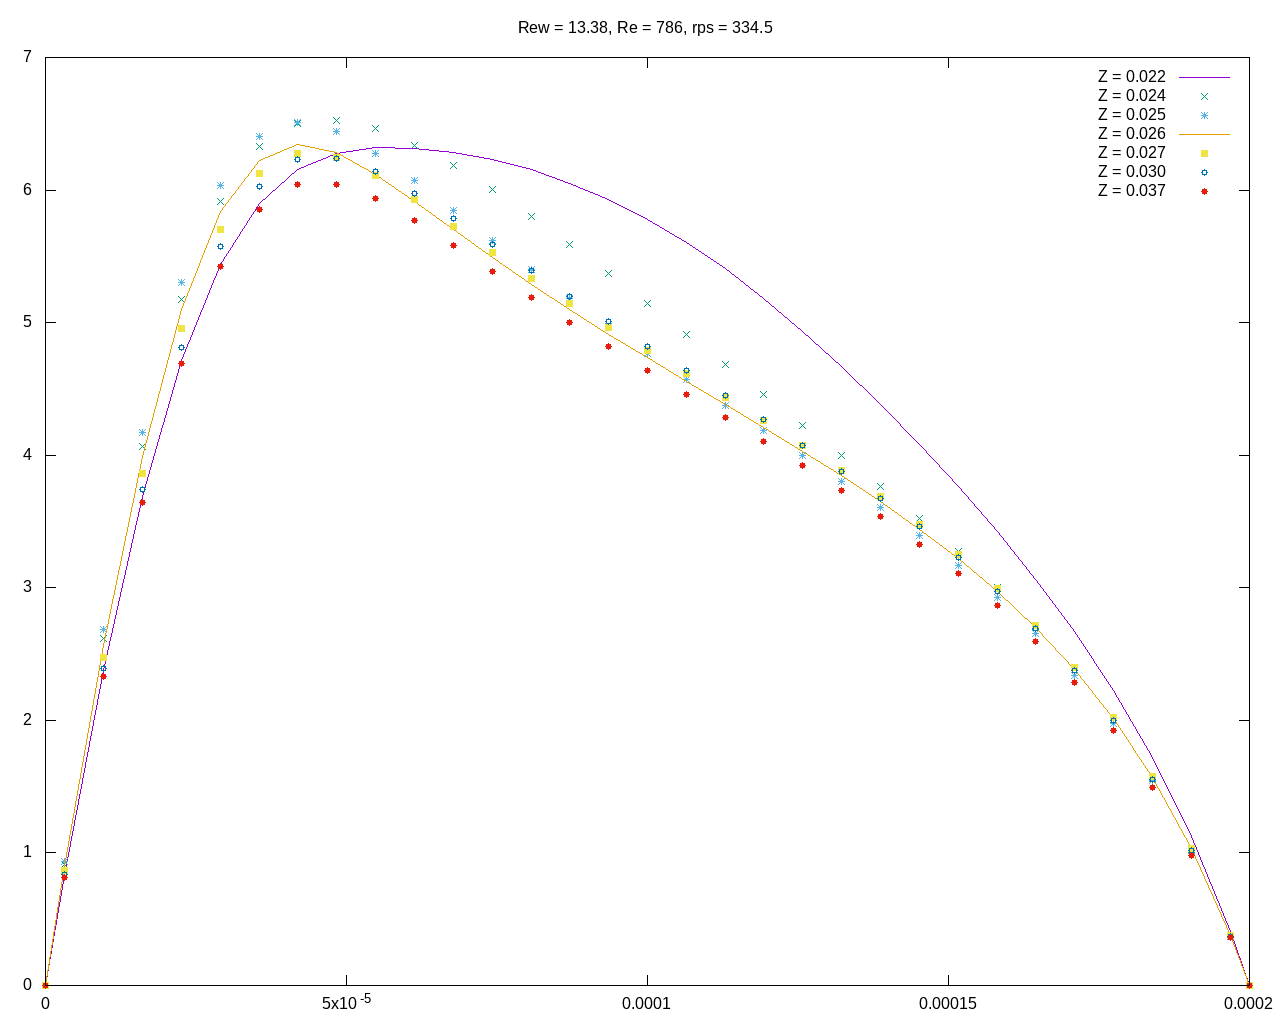 Rew = 13.38, Re = 786, rps = 334.5
7
6
5
4
3
2
1
0
Z = 0.022
Z = 0.024
Z = 0.025
Z = 0.026
Z = 0.027
Z = 0.030
Z = 0.037
0 5x10⁻⁵ 0.0001 0.00015 0.0002